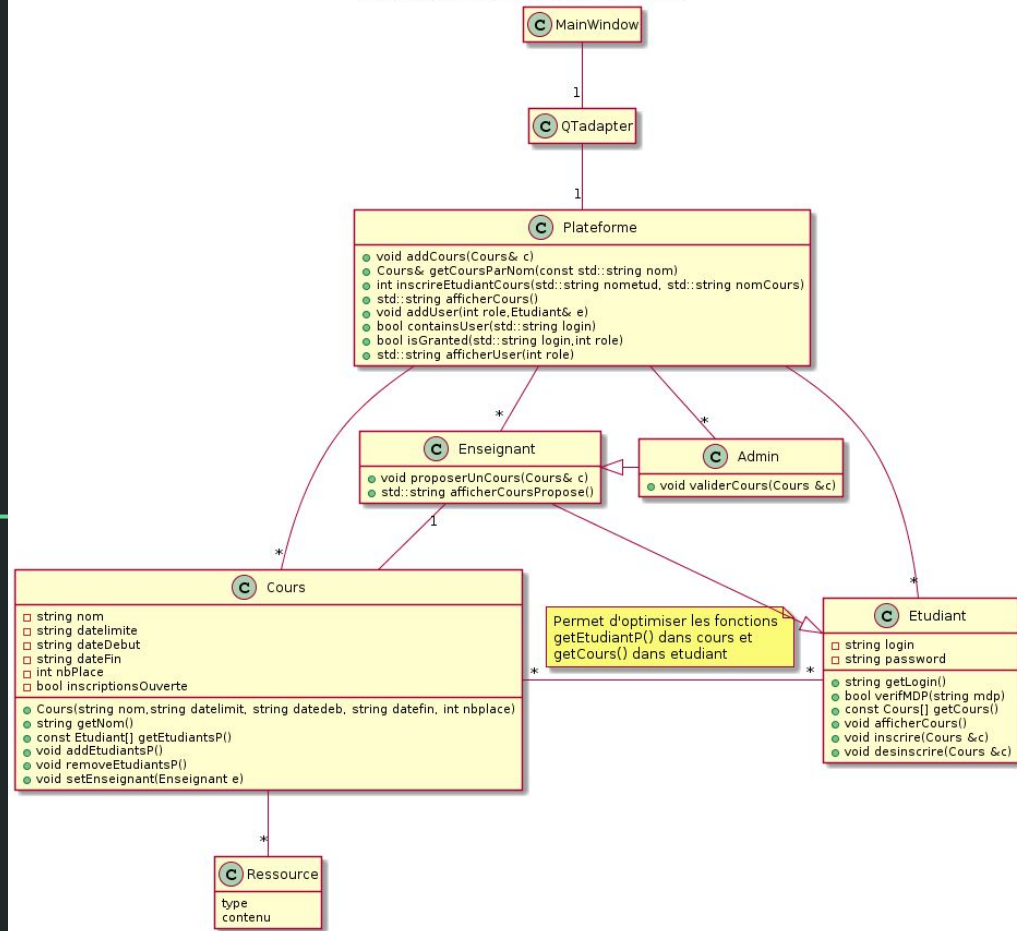 C MainWindow
1
C QTadapter
1
C Plateforme
void addCours(Cours& c)
Cours& getCoursParNom(const std::string nom)
int inscrireEtudiantCours(std::string nometud, std::string nomCours)
std::string afficherCours()
void addUser(int role,Etudiant& e)
bool containsUser(std::string login)
bool isGranted(std::string login,int role)
std::string afficherUser(int role)
*
*
C Enseignant
void proposerUnCours(Cours& c)
std::string afficherCoursPropose()
C Admin
void validerCours(Cours &c)
1
*
*
C Cours
string nom
string datelimite
string dateDebut
string dateFin
int nbPlace
bool inscriptionsOuverte
Cours(string nom,string datelimit, string datedeb, string datefin, int nbplace)
string getNom()
const Etudiant[] getEtudiantsP()
void addEtudiantsP()
void removeEtudiantsP()
void setEnseignant(Enseignant e)
Permet d'optimiser les fonctions
getEtudiantP() dans cours et
getCours() dans etudiant
*
*
C Etudiant
string login
string password
string getLogin()
bool verifMDP(string mdp)
const Cours[] getCours()
void afficherCours()
void inscrire(Cours &c)
void desinscrire(Cours &c)
*
C Ressource
type
contenu